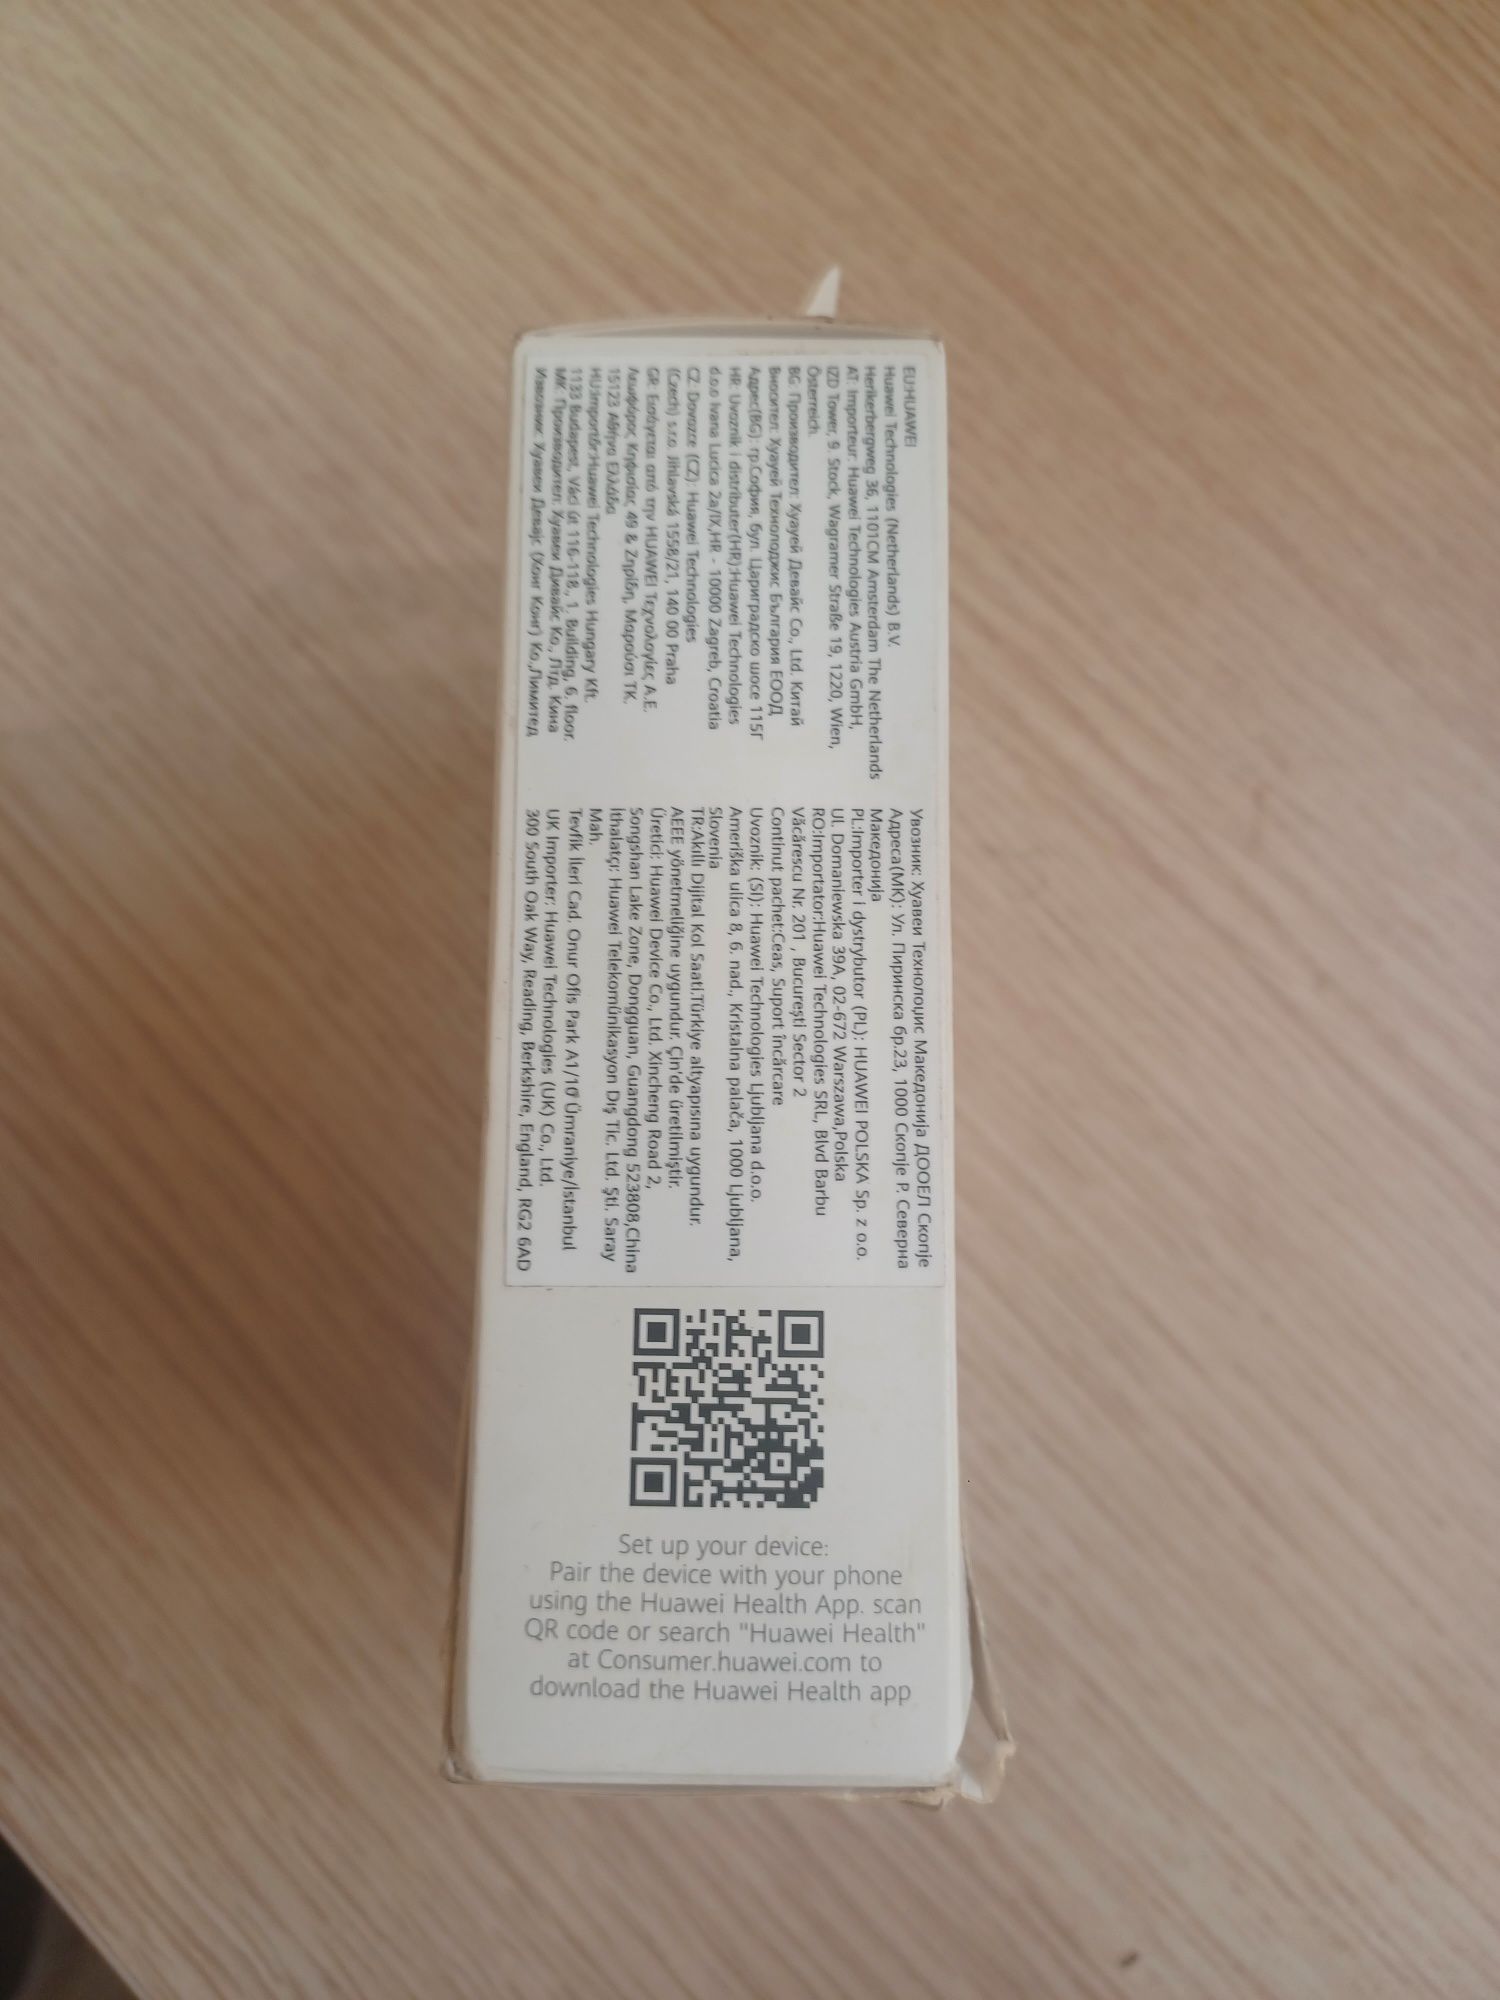 EU:HUAWEI
Huawei Technologies (Netherlands) B.V.
Herikerbergweg 36, 1101CM Amsterdam The Netherlands
AT: Importeur: Huawei Technologies Austria GmbH,
IZD Tower, 9. Stock, Wagramer Straße 19, 1220, Wien,
Österreich.
BG: Производител: Хуауей Девайс Co., Ltd. Китай
Вносител: Хуауей Технолоджис България ЕООД
Адрес(BG): гр.София, бул. Цариградско шосе 115Г
HR: Uvoznik i distributer(HR):Huawei Technologies
d.o.o Ivana Lucica 2a/IX,HR - 10000 Zagreb, Croatia
CZ: Dovozce (CZ): Huawei Technologies
(Czech) s.r.o. Jihlavská 1558/21, 140 00 Praha
GR: Εισάγεται από την HUAWEI Τεχνολογίες Α.Ε.
Λεωφόρος Κηφισίας 49 & Ζηρίδη, Μαρούσι ΤΚ.
15123 Αθήνα Ελλάδα
HU:Importőr:Huawei Technologies Hungary Kft.
1133 Budapest, Váci út 116-118., 1. Building, 6. floor.
МК: Производител: Хуавеи Дивайс Ко., Лтд. Кина
Извозник: Хуавеи Девајс (Хонг Конг) Ко.,Лимитед
Увозник: Хуавеи Технолоџис Македонија ДООЕЛ Скопје
Адреса(МК): Ул. Пиринска бр.23, 1000 Скопје Р. Северна
Македонија
PL:Importer i dystrybutor (PL): HUAWEI POLSKA Sp. z o.o.
Ul. Domaniewska 39A, 02-672 Warszawa,Polska
RO:Importator:Huawei Technologies SRL, Blvd Barbu
Văcărescu Nr. 201 , București Sector 2
Continut pachet:Ceas, Suport încărcare
Uvoznik: (SI): Huawei Technologies Ljubljana d.o.o.
Ameriška ulica 8, 6. nad., Kristalna palača, 1000 Ljubljana,
Slovenia
TR:Akıllı Dijital Kol Saati.Türkiye altyapısına uygundur.
AEEE yönetmeliğine uygundur. Çin'de üretilmiştir.
Üretici: Huawei Device Co., Ltd. Xincheng Road 2,
Songshan Lake Zone, Dongguan, Guangdong 523808,China
İthalatçı: Huawei Telekomünikasyon Dış Tic. Ltd. Şti. Saray
Mah.
Tevfik İleri Cad. Onur Ofis Park A1/10 Ümraniye/İstanbul
UK Importer: Huawei Technologies (UK) Co., Ltd.
300 South Oak Way, Reading, Berkshire, England, RG2 6AD
Set up your device:
Pair the device with your phone
using the Huawei Health App. scan
QR code or search "Huawei Health"
at Consumer.huawei.com to
download the Huawei Health app